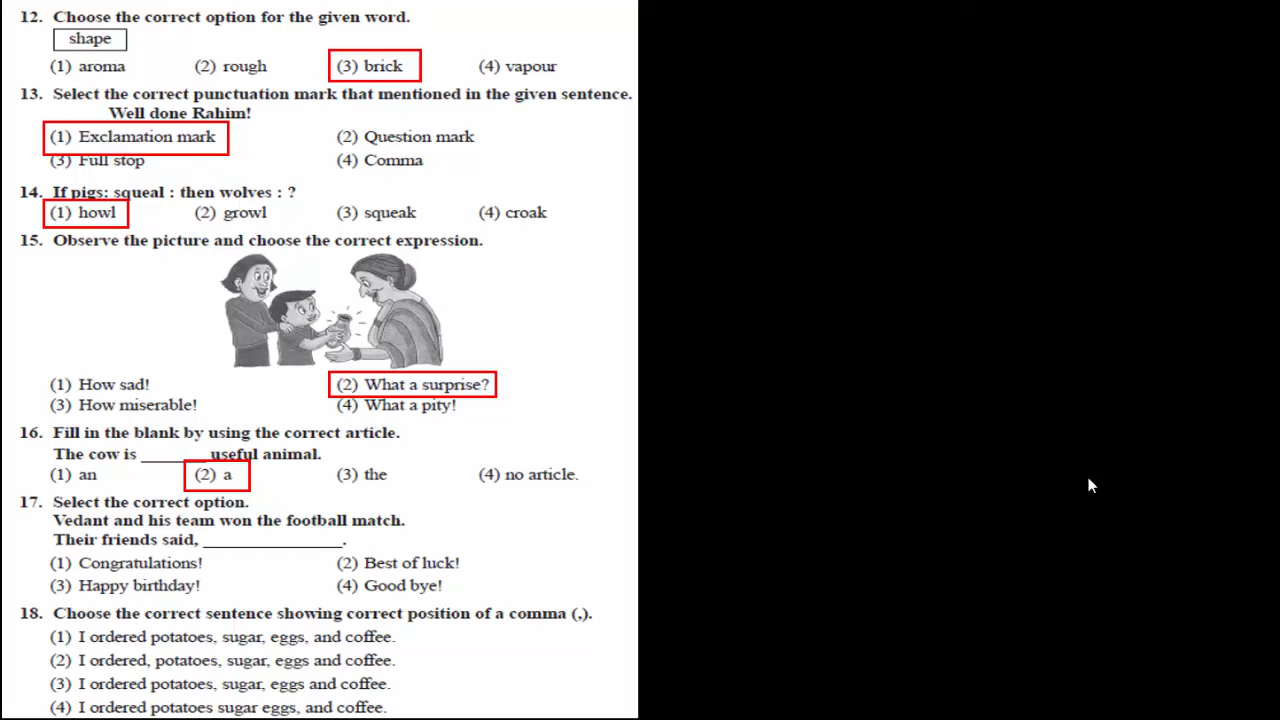 12. Choose the correct option for the given word.
shape
(1) aroma (2) rough (3) brick (4) vapour
13. Select the correct punctuation mark that mentioned in the given sentence.
Well done Rahim!
(1) Exclamation mark (2) Question mark
(3) Full stop (4) Comma
14. If pigs: squeal : then wolves : ?
(1) howl (2) growl (3) squeak (4) croak
15. Observe the picture and choose the correct expression.
(1) How sad! (2) What a surprise?
(3) How miserable! (4) What a pity!
16. Fill in the blank by using the correct article.
The cow is _______ useful animal.
(1) an (2) a (3) the (4) no article.
17. Select the correct option.
Vedant and his team won the football match.
Their friends said, _______________.
(1) Congratulations! (2) Best of luck!
(3) Happy birthday! (4) Good bye!
18. Choose the correct sentence showing correct position of a comma (,).
(1) I ordered potatoes, sugar, eggs, and coffee.
(2) I ordered, potatoes, sugar, eggs and coffee.
(3) I ordered potatoes, sugar, eggs and coffee.
(4) I ordered potatoes sugar eggs, and coffee.